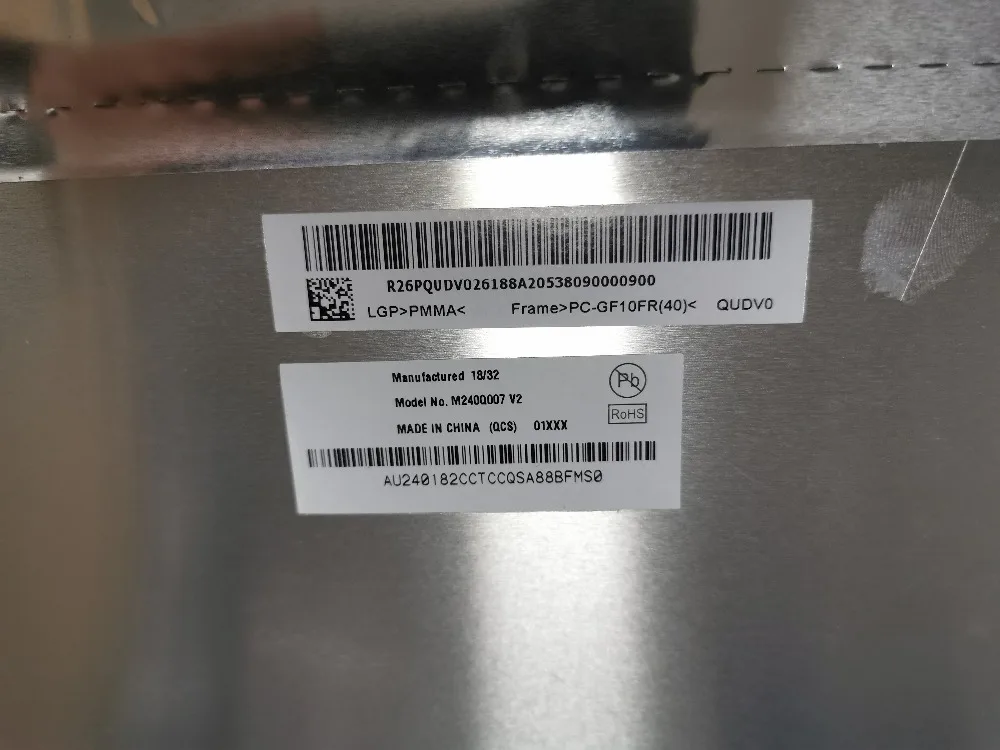 R26PQUDV026188A20538090000900
LGP>PMMA< Frame>PC-GF10FR(40)< QUDV0
Manufactured 18/32
Pb
Model No. M240Q007 V2
RoHS
MADE IN CHINA (QCS) 01XXX
AU240182CCTCCQSA88BFMS0